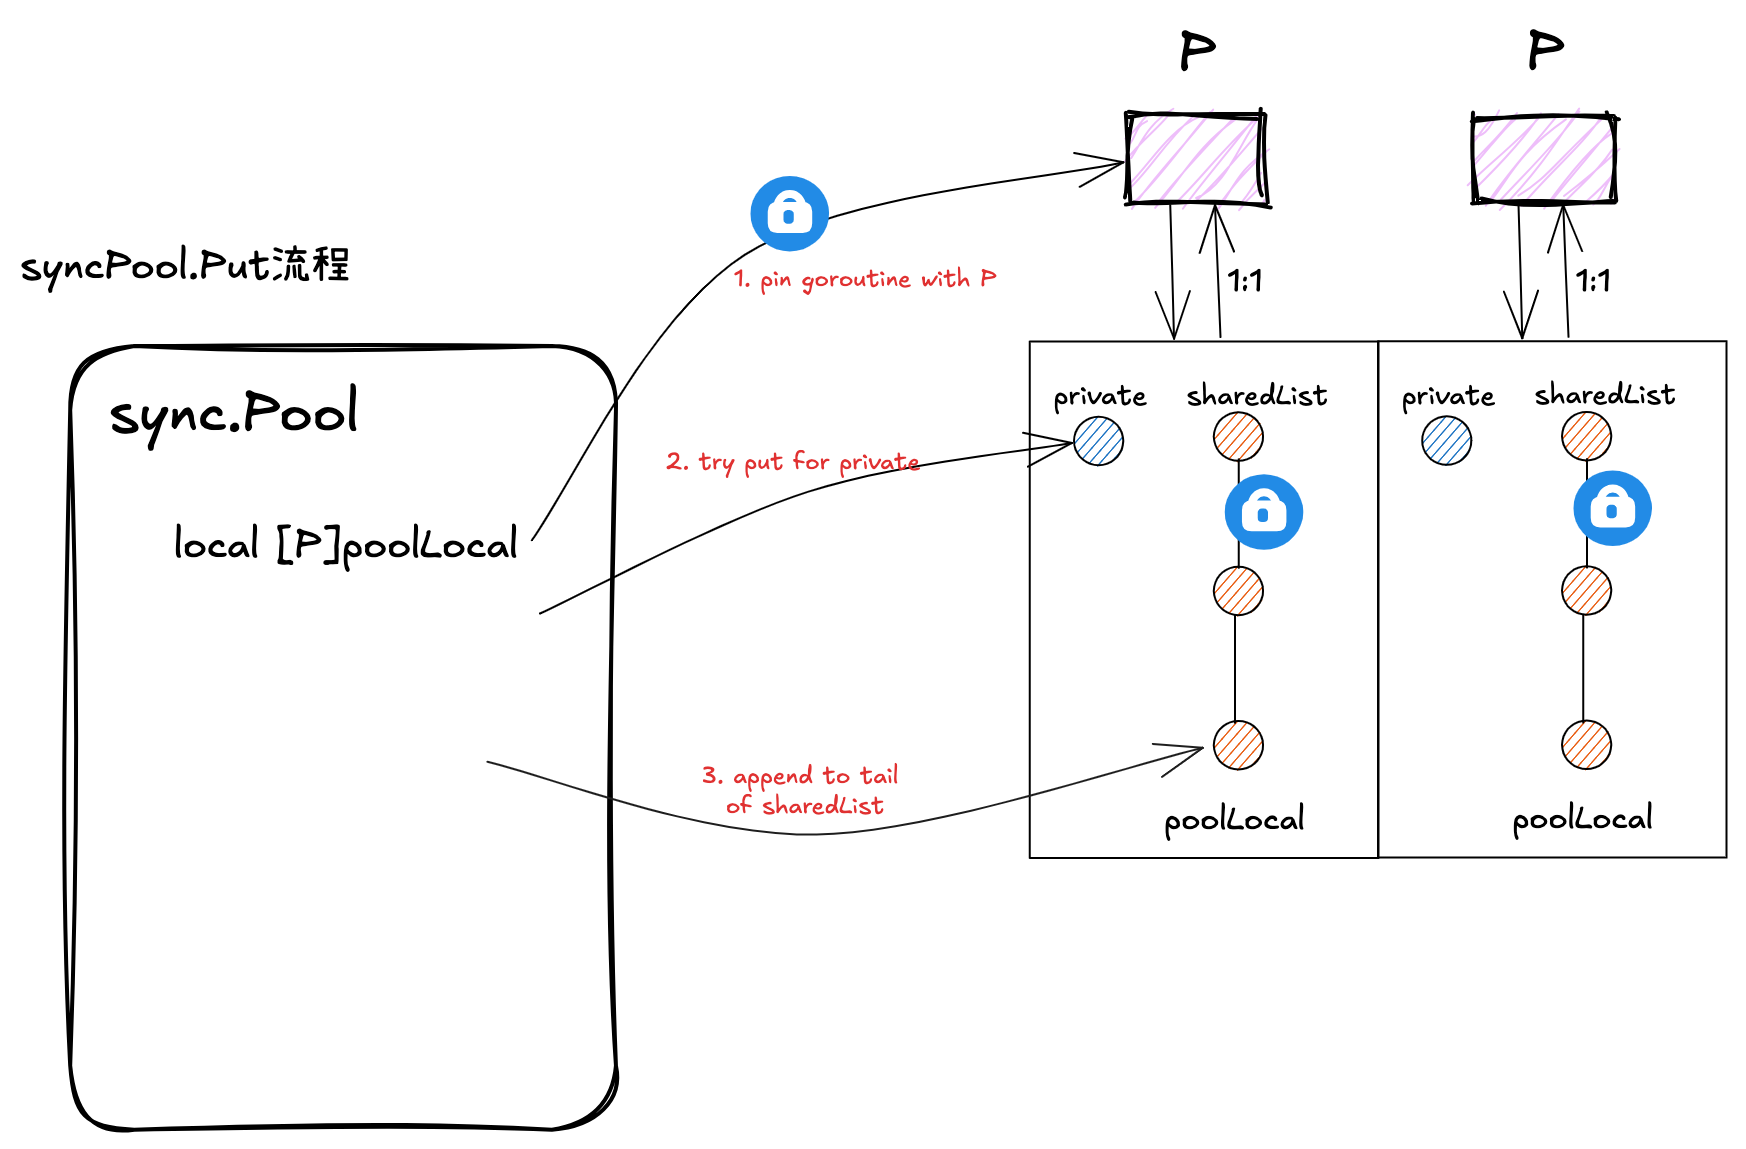 P
P
syncPool.Put流程
1. pin goroutine with P
1:1
1:1
sync.Pool
private
sharedList
private
sharedList
2. try put for private
local [P]poolLocal
3. append to tail
of sharedList
poolLocal
poolLocal